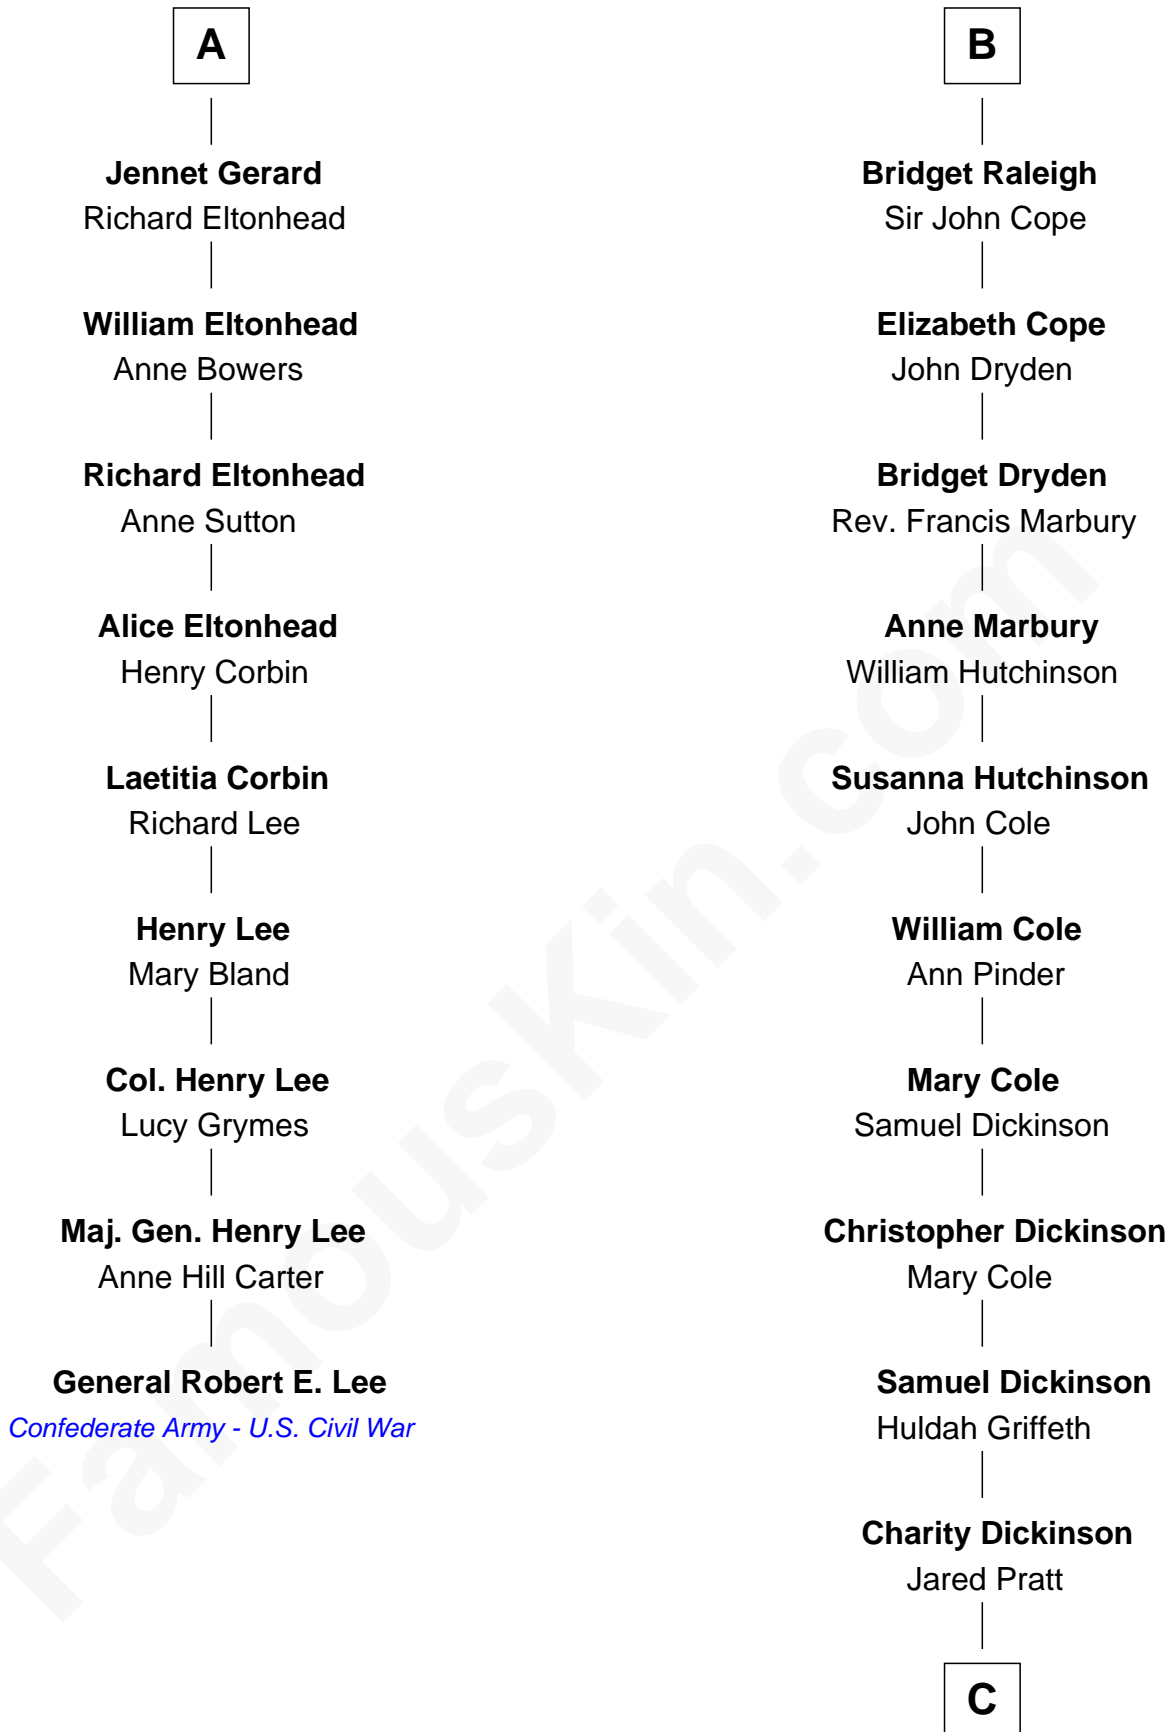 A
Jennet Gerard
Richard Eltonhead
William Eltonhead
Anne Bowers
Richard Eltonhead
Anne Sutton
Alice Eltonhead
Henry Corbin
Laetitia Corbin
Richard Lee
Henry Lee
Mary Bland
Col. Henry Lee
Lucy Grymes
Maj. Gen. Henry Lee
Anne Hill Carter
General Robert E. Lee
Confederate Army - U.S. Civil War
B
Bridget Raleigh
Sir John Cope
Elizabeth Cope
John Dryden
Bridget Dryden
Rev. Francis Marbury
Anne Marbury
William Hutchinson
Susanna Hutchinson
John Cole
William Cole
Ann Pinder
Mary Cole
Samuel Dickinson
Christopher Dickinson
Mary Cole
Samuel Dickinson
Huldah Griffeth
Charity Dickinson
Jared Pratt
C
FamousKin.com